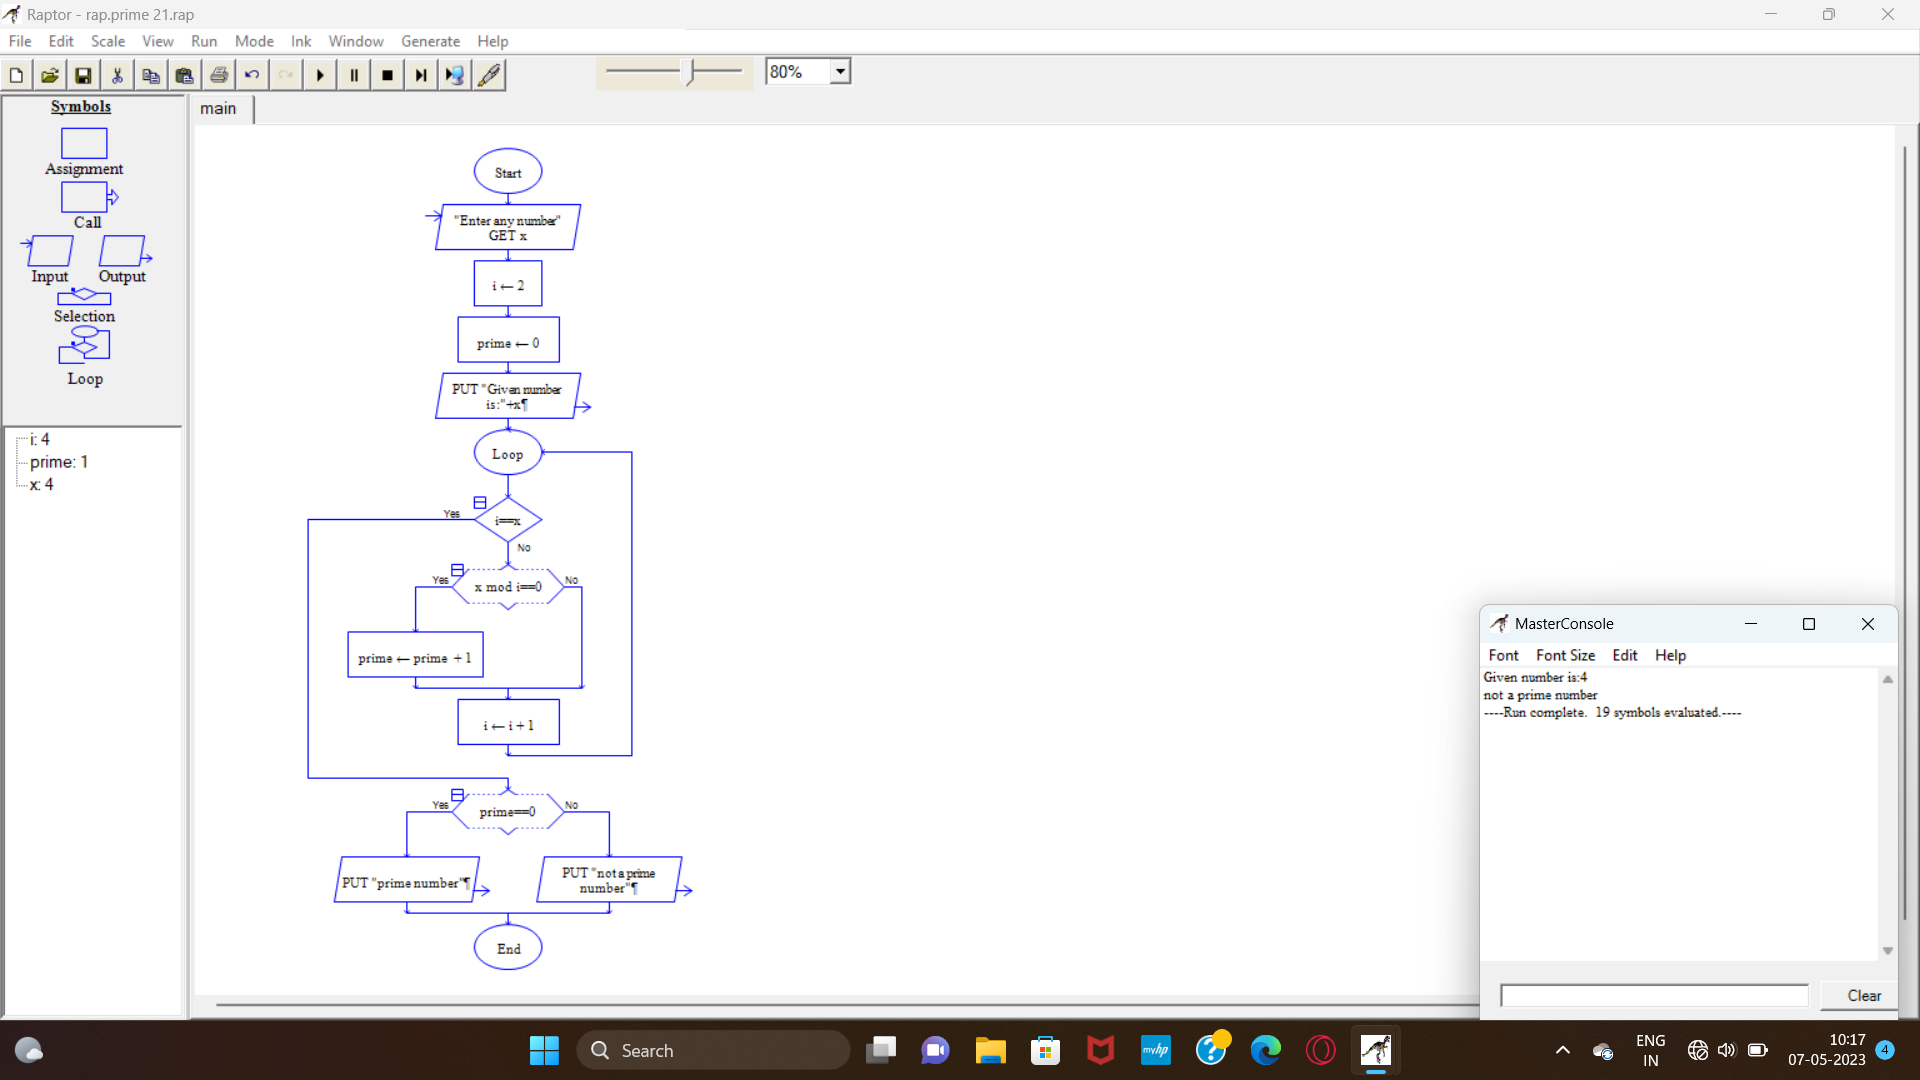 Raptor - rap.prime 21.rap
File Edit Scale View Run Mode Ink Window Generate Help
80%
Symbols
Assignment
Call
Input Output
Selection
Loop
i: 4
prime: 1
x: 4
main
Start
"Enter any number"
GET x
i ← 2
prime ← 0
PUT "Given number
is:"+x¶
Loop
i==x
Yes
No
x mod i==0
Yes
No
prime ← prime + 1
i ← i + 1
prime==0
Yes
No
PUT "prime number"¶
PUT "not a prime
number"¶
End
MasterConsole
Font Font Size Edit Help
Given number is:4
not a prime number
----Run complete. 19 symbols evaluated.----
Clear
Search
myhp
ENG
IN
10:17
07-05-2023
4